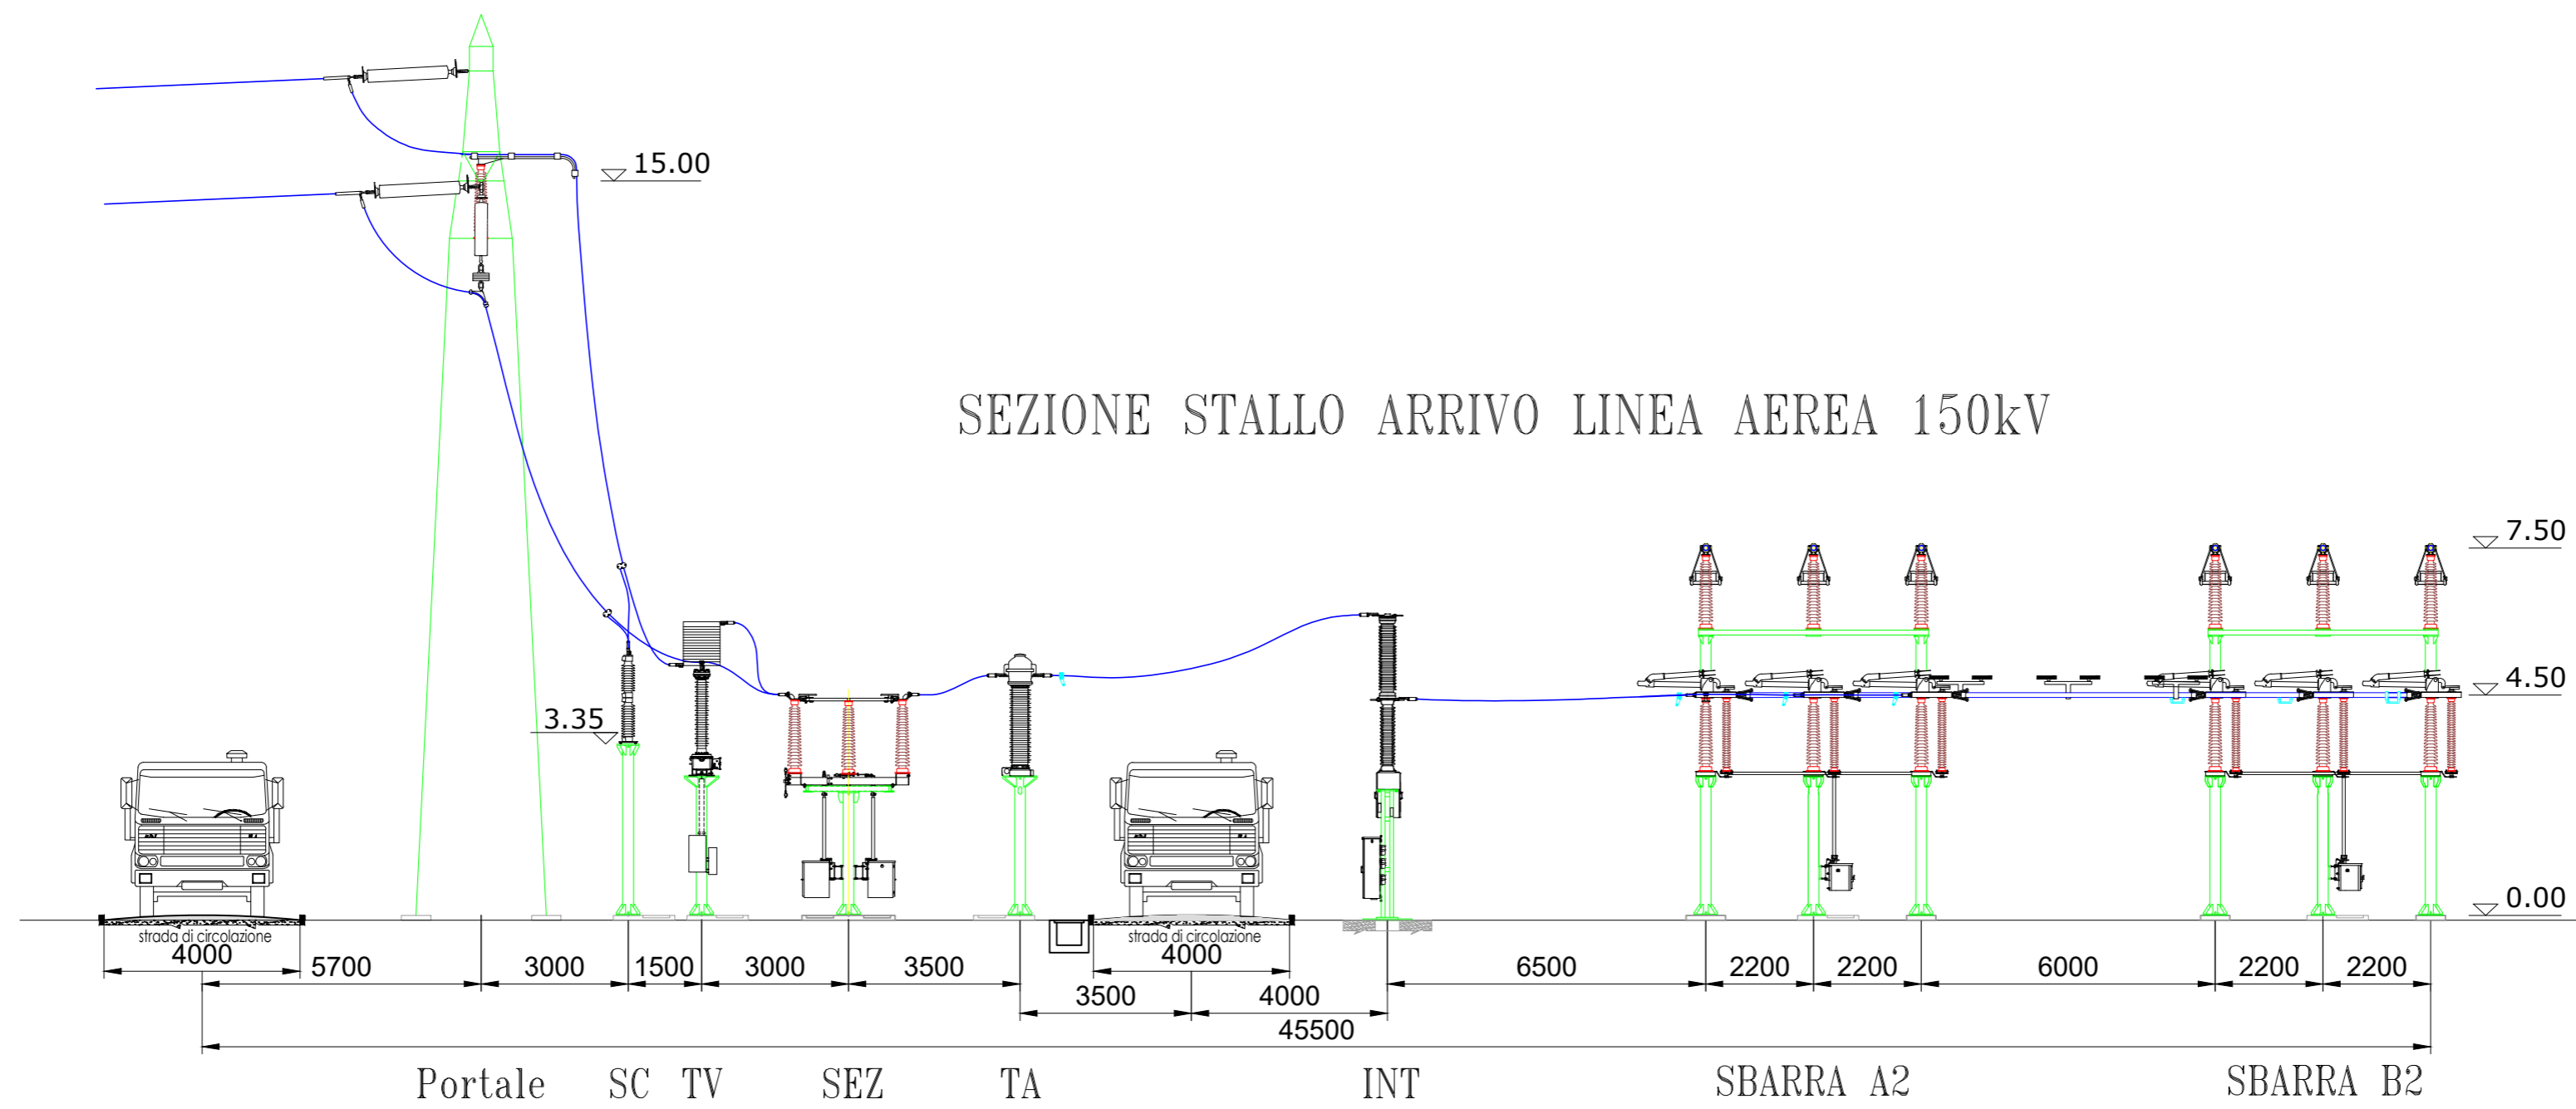 15.00
SEZIONE STALLO ARRIVO LINEA AEREA 150kV
7.50
4.50
3.35
0.00
strada di circolazione
strada di circolazione
4000
5700
3000
1500
3000
3500
4000
6500
2200
2200
6000
2200
2200
3500
4000
45500
Portale
SC
TV
SEZ
TA
INT
SBARRA A2
SBARRA B2